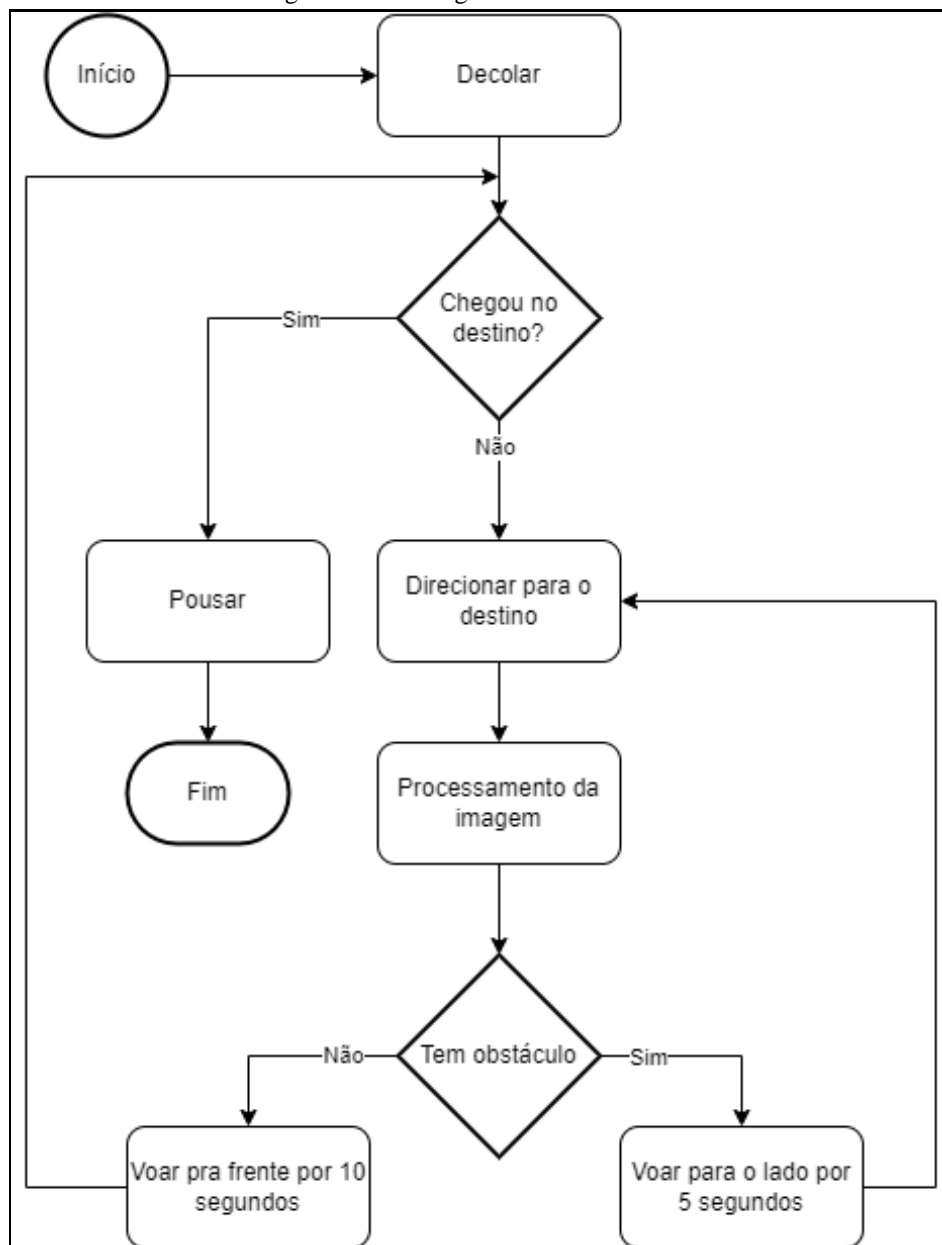 Início
Decolar
Chegou no
destino?
Sim
Não
Pousar
Direcionar para o
destino
Fim
Processamento da
imagem
Tem obstáculo
Não
Sim
Voar pra frente por 10
segundos
Voar para o lado por
5 segundos